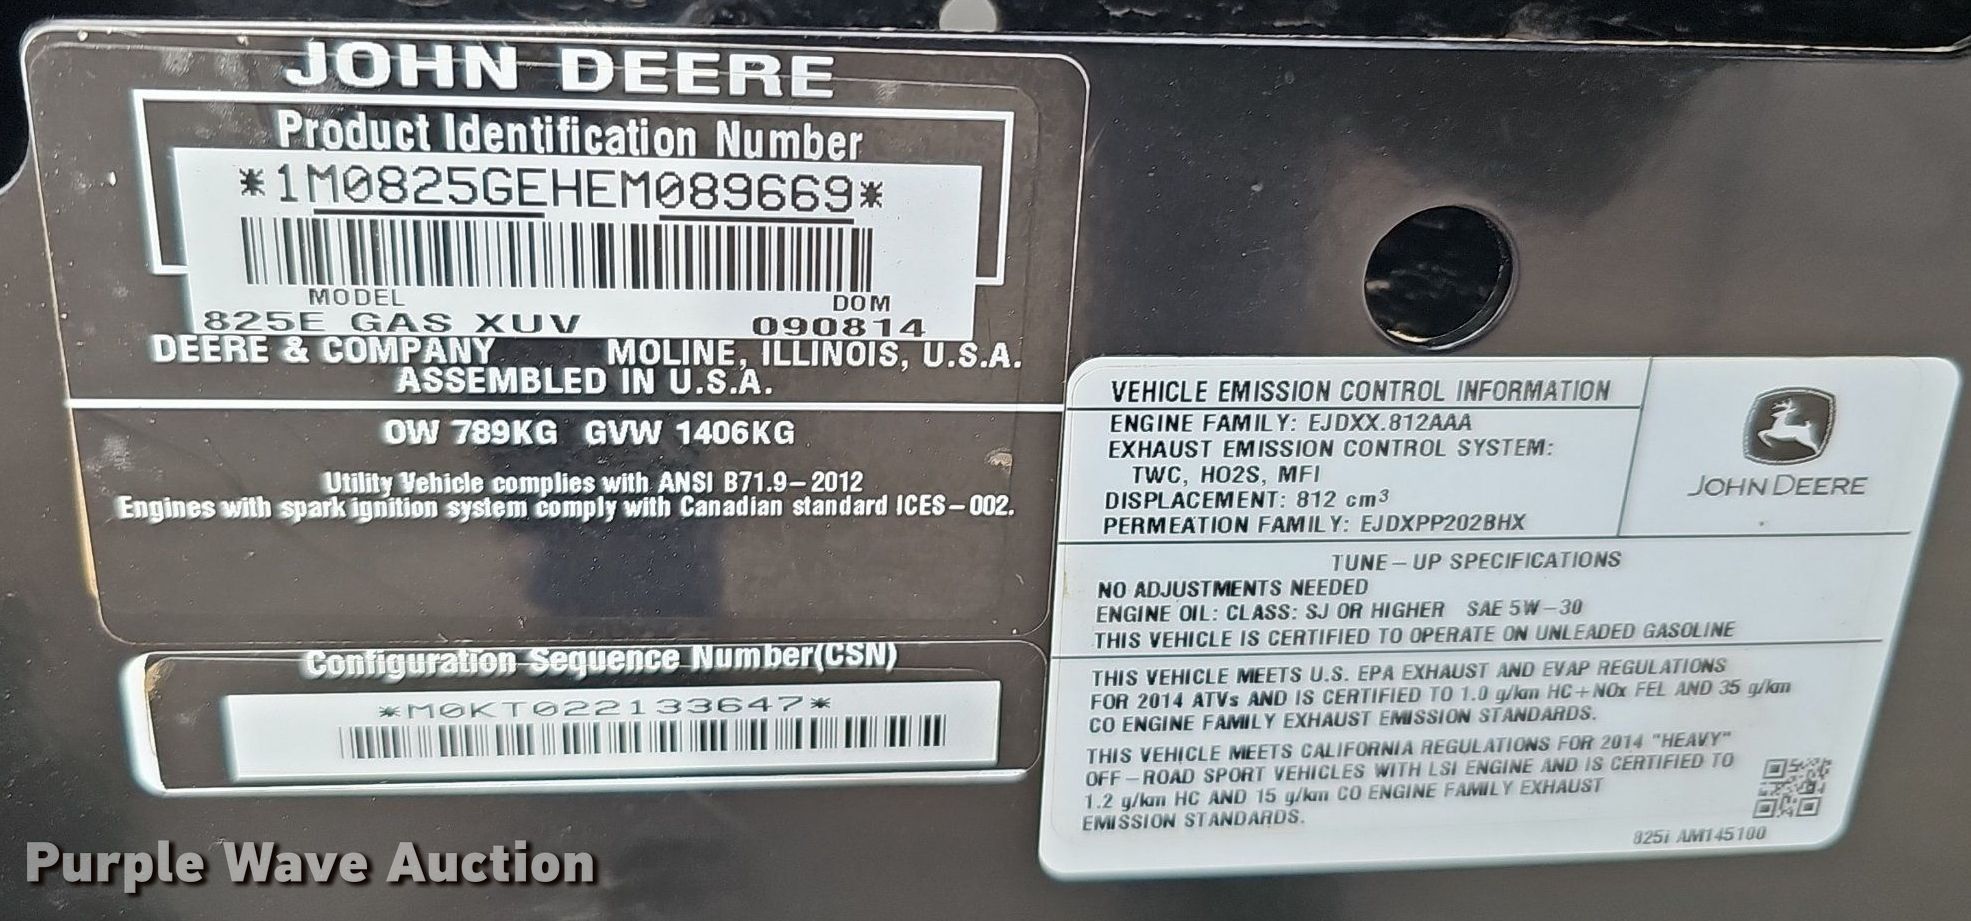 JOHN DEERE
Product Identification Number
*1M0825GEHEM089669*
MODEL DOM
825E GAS XUV 090814
DEERE & COMPANY MOLINE, ILLINOIS, U.S.A.
ASSEMBLED IN U.S.A.
OW 789KG GVW 1406KG
Utility Vehicle complies with ANSI B71.9-2012
Engines with spark ignition system comply with Canadian standard ICES-002.
Configuration Sequence Number(CSN)
*M0KT022133647*
VEHICLE EMISSION CONTROL INFORMATION
ENGINE FAMILY: EJDXX.812AAA
EXHAUST EMISSION CONTROL SYSTEM:
TWC, HO2S, MFI
DISPLACEMENT: 812 cm³
PERMEATION FAMILY: EJDXPP202BHX
JOHN DEERE
TUNE-UP SPECIFICATIONS
NO ADJUSTMENTS NEEDED
ENGINE OIL: CLASS: SJ OR HIGHER SAE 5W-30
THIS VEHICLE IS CERTIFIED TO OPERATE ON UNLEADED GASOLINE
THIS VEHICLE MEETS U.S. EPA EXHAUST AND EVAP REGULATIONS
FOR 2014 ATVs AND IS CERTIFIED TO 1.0 g/km HC+NOx FEL AND 35 g/km
CO ENGINE FAMILY EXHAUST EMISSION STANDARDS.
THIS VEHICLE MEETS CALIFORNIA REGULATIONS FOR 2014 "HEAVY"
OFF-ROAD SPORT VEHICLES WITH LSI ENGINE AND IS CERTIFIED TO
1.2 g/km HC AND 15 g/km CO ENGINE FAMILY EXHAUST
EMISSION STANDARDS.
825i AM145100
Purple Wave Auction